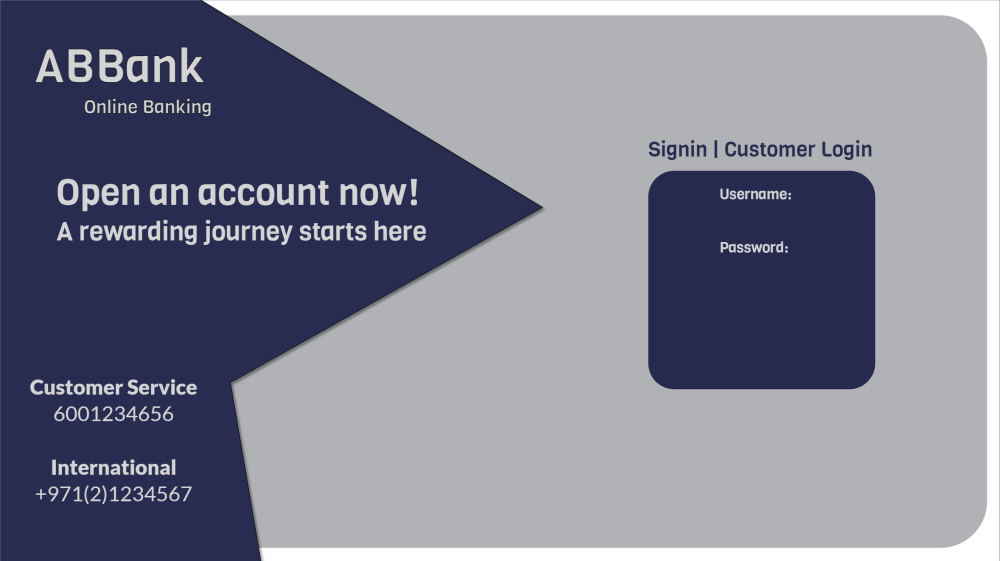 ABBank
Online Banking
Open an account now!
A rewarding journey starts here
Customer Service
6001234656
International
+971(2)1234567
Signin | Customer Login
Username:
Password: